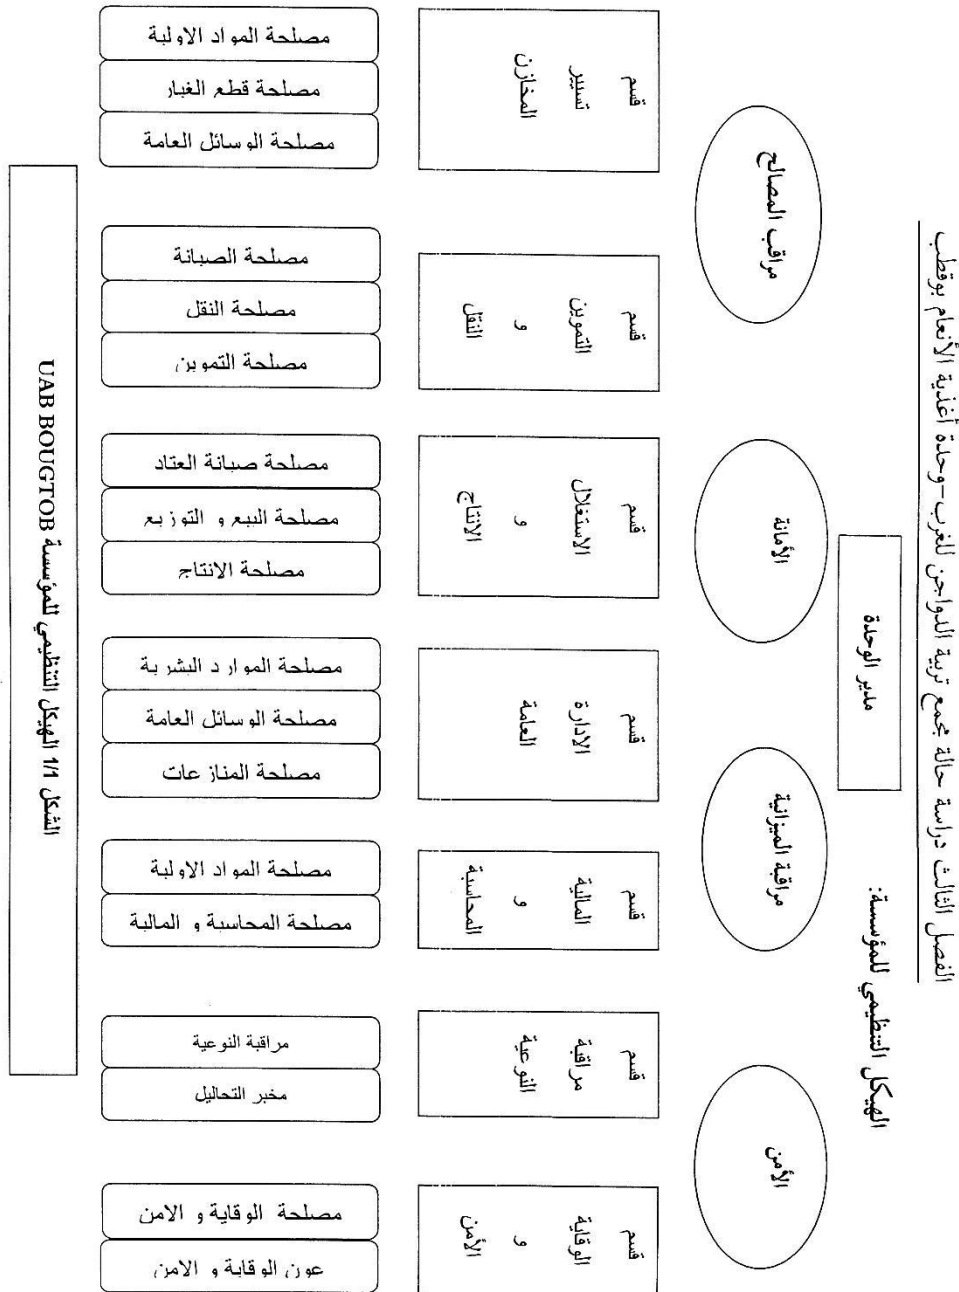 الفصل الثالث دراسة حالة مجمع تربية الدواجن للغرب-وحدة أغذية الأنعام بوقطب
الهيكل التنظيمي للمؤسسة:
مدير الوحدة
الأمن
مراقبة الميزانية
الأمانة
مراقب المصالح
قسم
الوقاية
و
الأمن
قسم
مراقبة
النوعية
قسم
المالية
و
المحاسبة
قسم
الادارة
العامة
قسم
الاستغلال
و
الانتاج
قسم
التموين
و
النقل
قسم
تسيير
المخازن
مصلحة الوقاية و الامن
عون الوقاية و الامن
مراقبة النوعية
مخبر التحاليل
مصلحة المواد الاولية
مصلحة المحاسبة و المالية
مصلحة الموارد البشرية
مصلحة الوسائل العامة
مصلحة المنازعات
مصلحة صيانة العتاد
مصلحة البيع و التوزيع
مصلحة الانتاج
مصلحة الصيانة
مصلحة النقل
مصلحة التموين
مصلحة المواد الاولية
مصلحة قطع الغيار
مصلحة الوسائل العامة
الشكل 1/1 الهيكل التنظيمي للمؤسسة UAB BOUGTOB